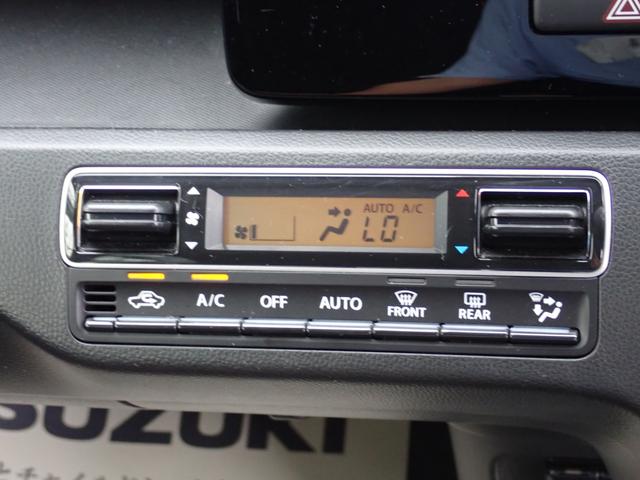 AUTO A/C
LO
A/C OFF AUTO FRONT REAR
SUZUKI